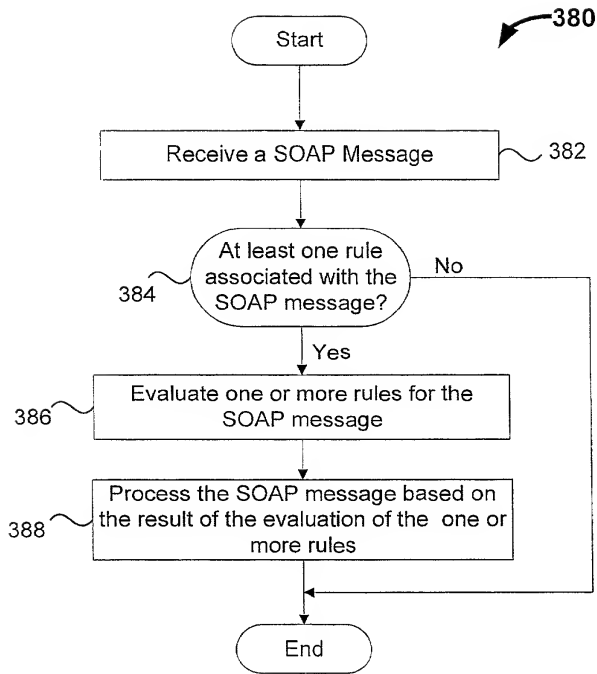 380
Start
Receive a SOAP Message
382
At least one rule
associated with the
SOAP message?
384
No
Yes
Evaluate one or more rules for the
SOAP message
386
Process the SOAP message based on
the result of the evaluation of the one or
more rules
388
End